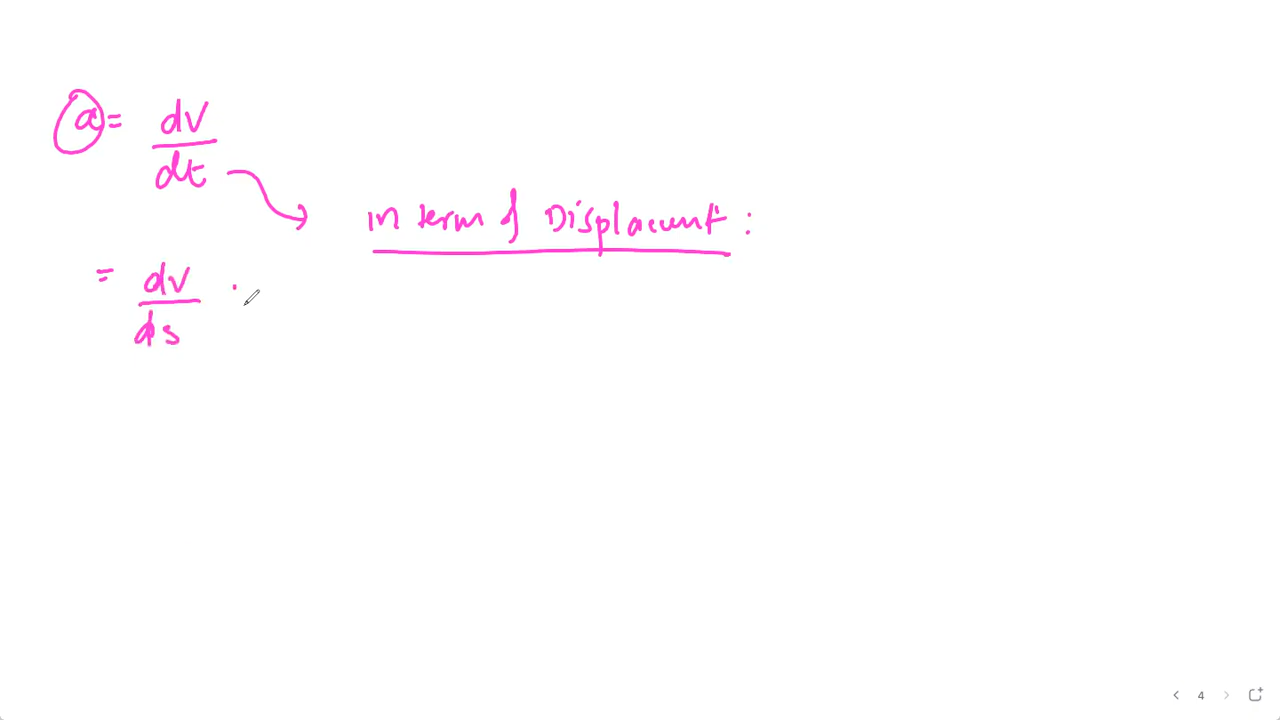 a = dV/dt
in term of Displacement :
= dv/ds .
4